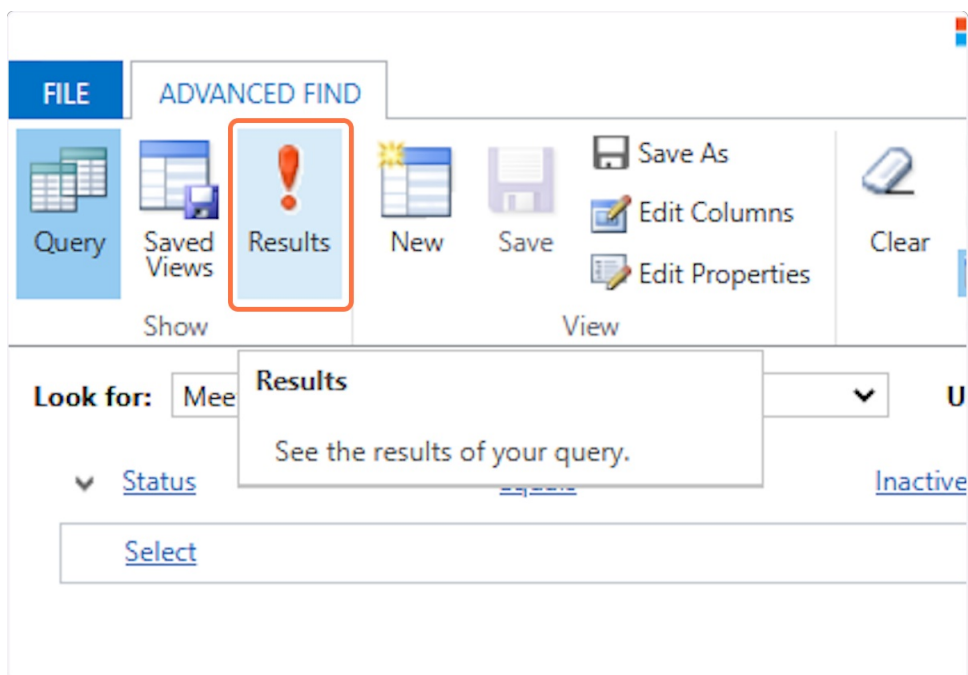 FILE ADVANCED FIND
Save As
Edit Columns
Edit Properties
Query Saved Views Results New Save Clear
Show View
Look for: Mee
Results
See the results of your query.
Status Inactive
Select